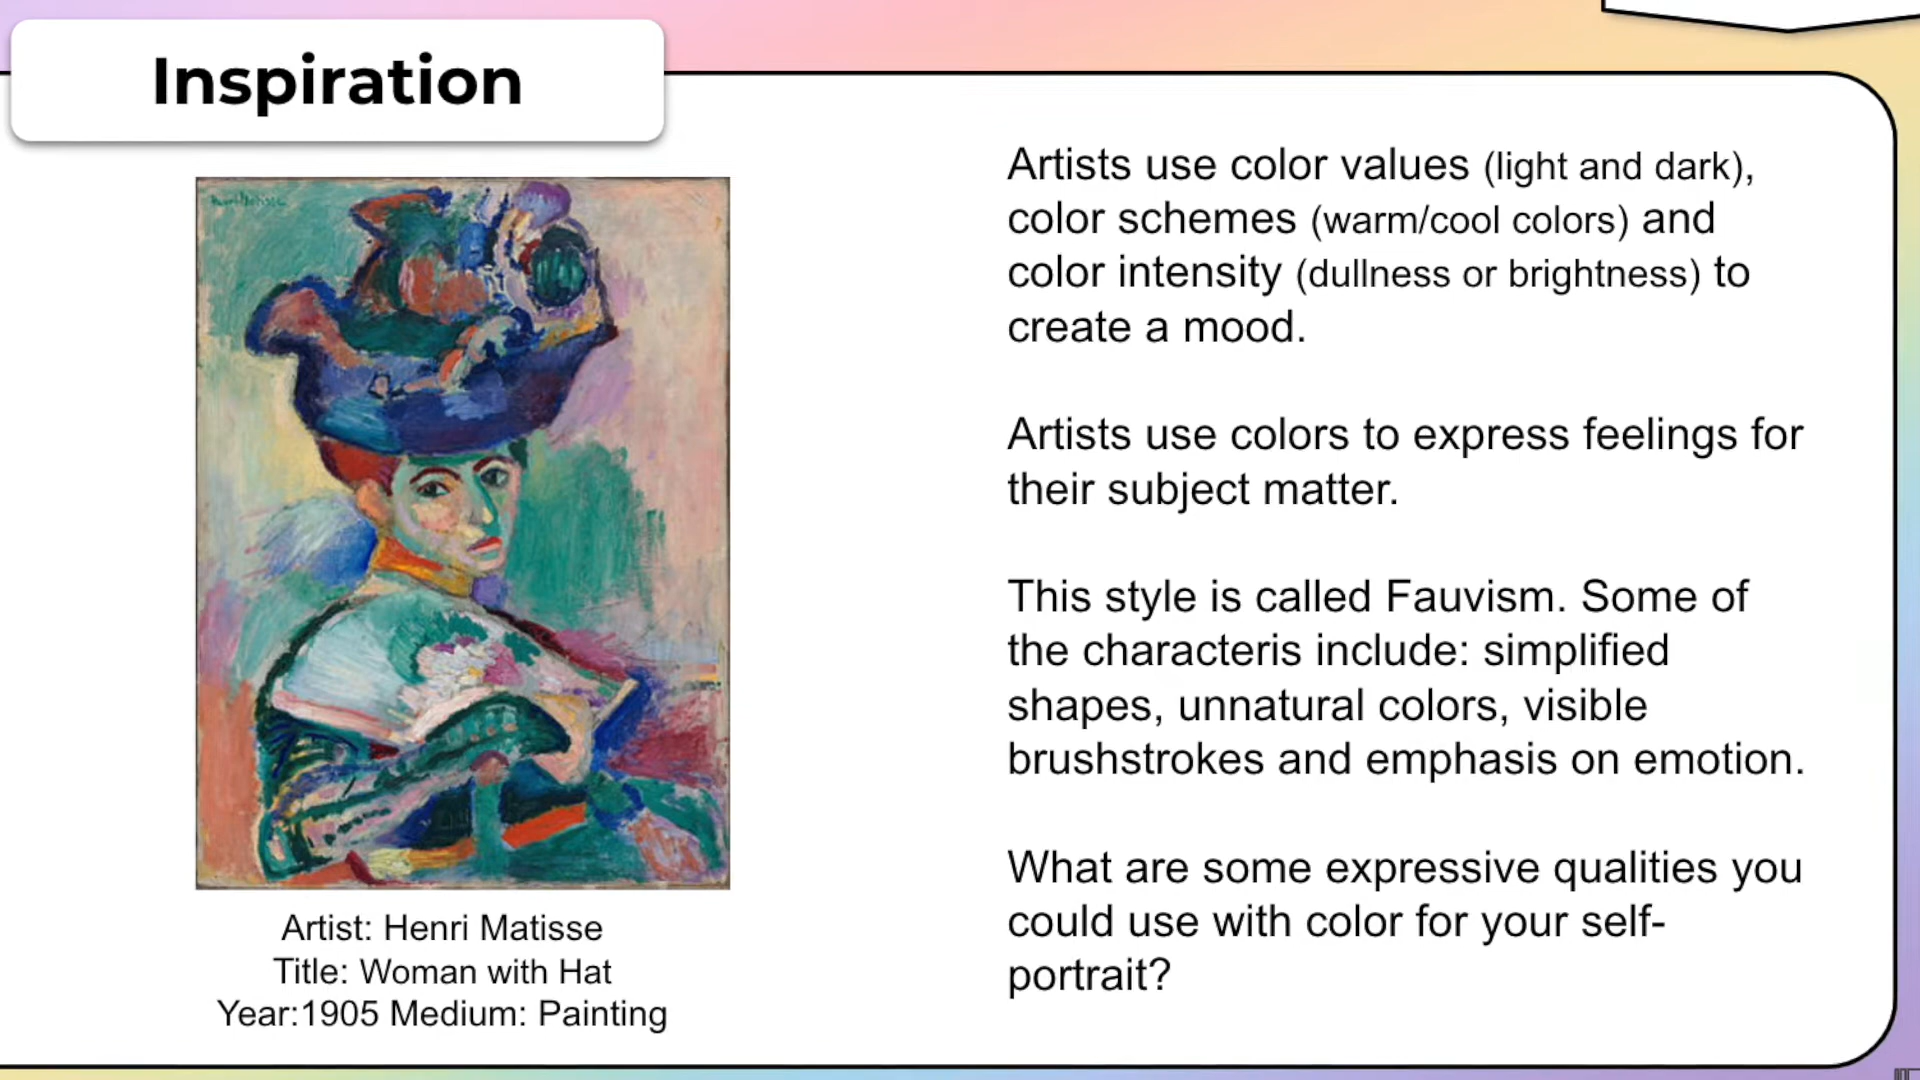 Inspiration
Artists use color values (light and dark),
color schemes (warm/cool colors) and
color intensity (dullness or brightness) to
create a mood.
Artists use colors to express feelings for
their subject matter.
This style is called Fauvism. Some of
the characteris include: simplified
shapes, unnatural colors, visible
brushstrokes and emphasis on emotion.
What are some expressive qualities you
could use with color for your self-
portrait?
Artist: Henri Matisse
Title: Woman with Hat
Year:1905 Medium: Painting